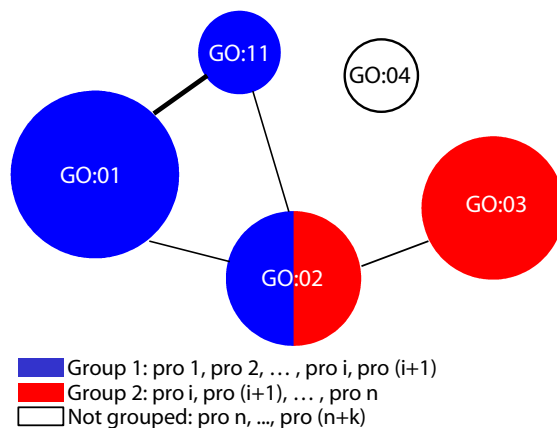 GO:11
GO:04
GO:01
GO:03
GO:02
Group 1: pro 1, pro 2, … , pro i, pro (i+1)
Group 2: pro i, pro (i+1), … , pro n
Not grouped: pro n, ..., pro (n+k)